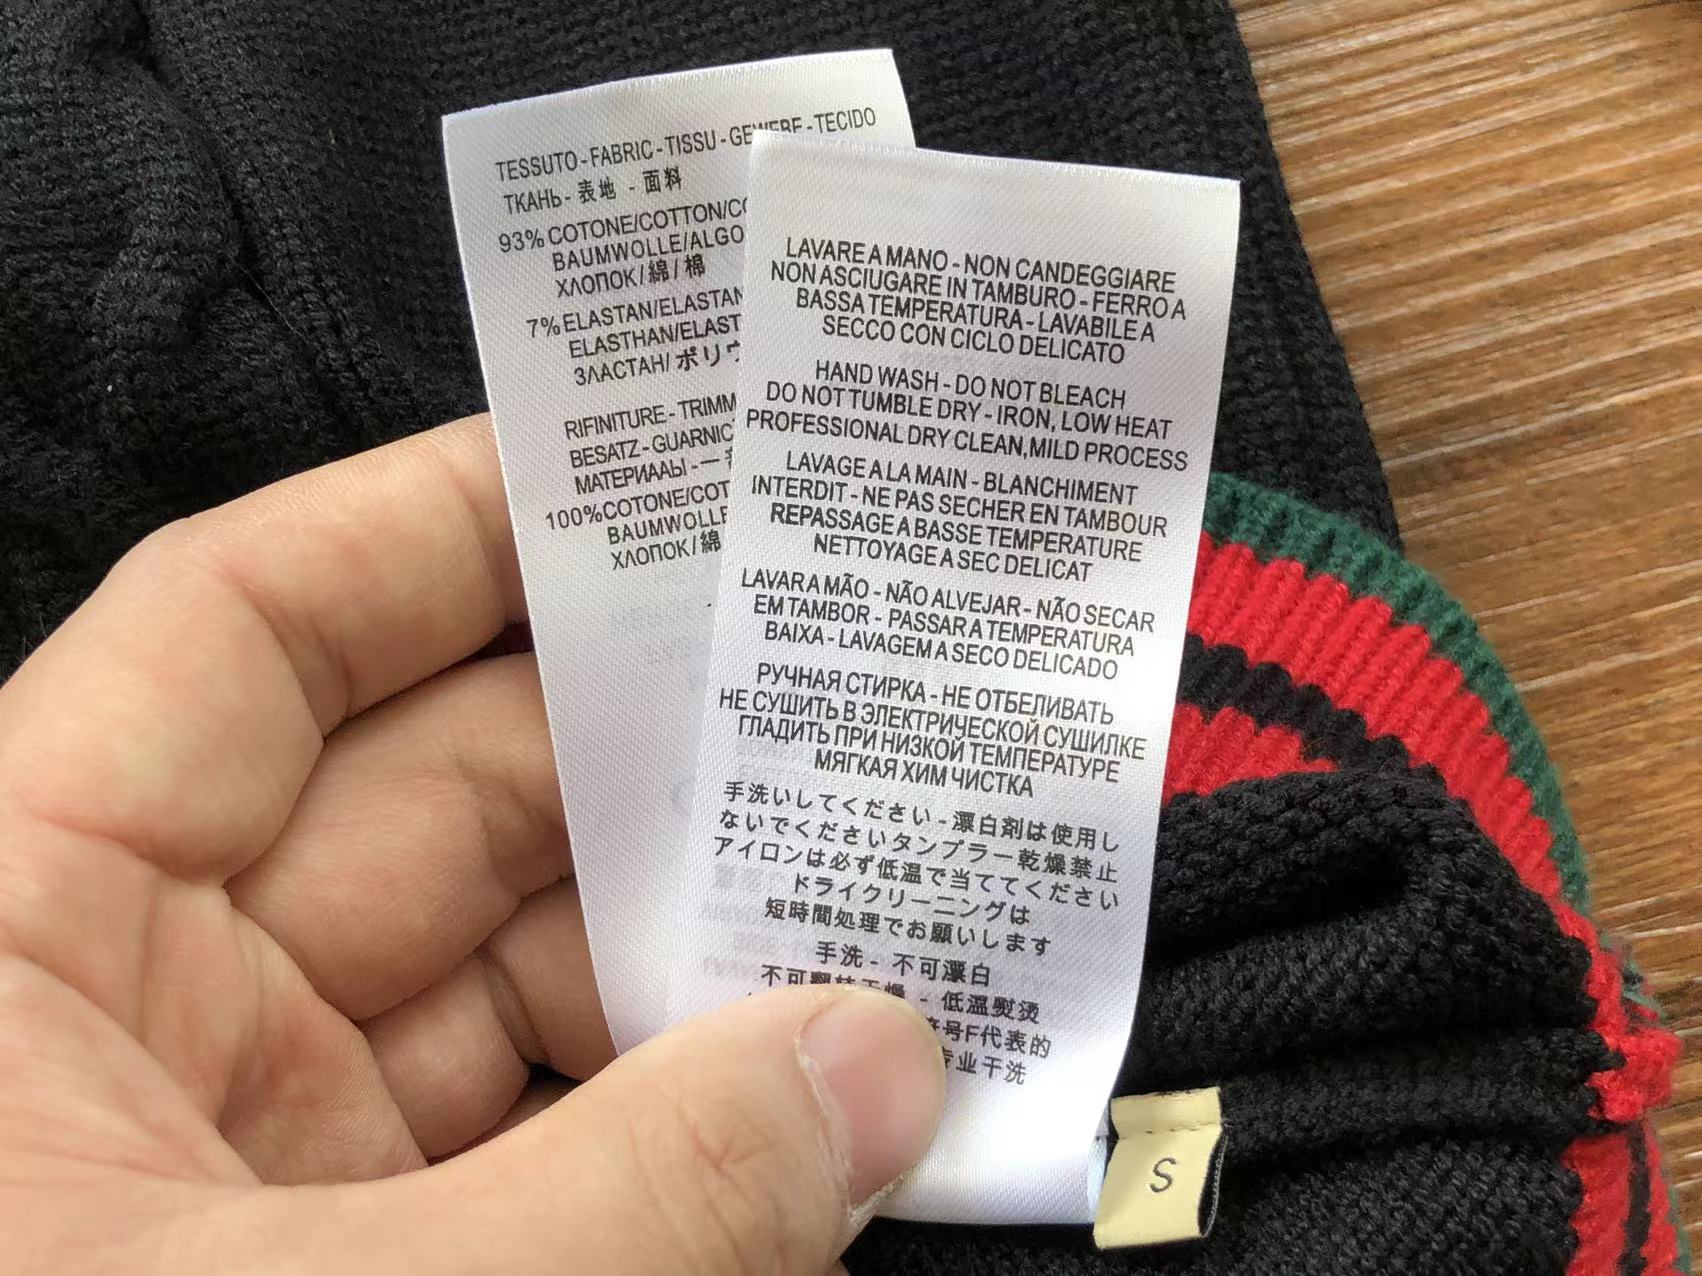 TESSUTO - FABRIC - TISSU - GEWEBE - TECIDO
ТКАНЬ - 表地 - 面料
93% COTONE/COTTON/CO
BAUMWOLLE/ALGO
ХЛОПОК / 綿 / 棉
7% ELASTAN/ELASTAN
ELASTHAN/ELAST
ЗЛАСТАН/ ポリウ
RIFINITURE - TRIMM
BESATZ - GUARNIC
МАТЕРИААЫ - 一
100% COTONE/COT
BAUMWOLLE
ХЛОПОК / 綿
LAVARE A MANO - NON CANDEGGIARE
NON ASCIUGARE IN TAMBURO - FERRO A
BASSA TEMPERATURA - LAVABILE A
SECCO CON CICLO DELICATO
HAND WASH - DO NOT BLEACH
DO NOT TUMBLE DRY - IRON, LOW HEAT
PROFESSIONAL DRY CLEAN, MILD PROCESS
LAVAGE A LA MAIN - BLANCHIMENT
INTERDIT - NE PAS SECHER EN TAMBOUR
REPASSAGE A BASSE TEMPERATURE
NETTOYAGE A SEC DELICAT
LAVAR A MÃO - NÃO ALVEJAR - NÃO SECAR
EM TAMBOR - PASSAR A TEMPERATURA
BAIXA - LAVAGEM A SECO DELICADO
РУЧНАЯ СТИРКА - НЕ ОТБЕЛИВАТЬ
НЕ СУШИТЬ В ЭЛЕКТРИЧЕСКОЙ СУШИЛКЕ
ГЛАДИТЬ ПРИ НИЗКОЙ ТЕМПЕРАТУРЕ
МЯГКАЯ ХИМ ЧИСТКА
手洗いしてください - 漂白剤は使用し
ないでくださいタンブラー乾燥禁止
アイロンは必ず低温で当ててください
ドライクリーニングは
短時間処理でお願いします
手洗 - 不可漂白
不可翻转干燥 - 低温熨烫
符号F代表的
专业干洗
S